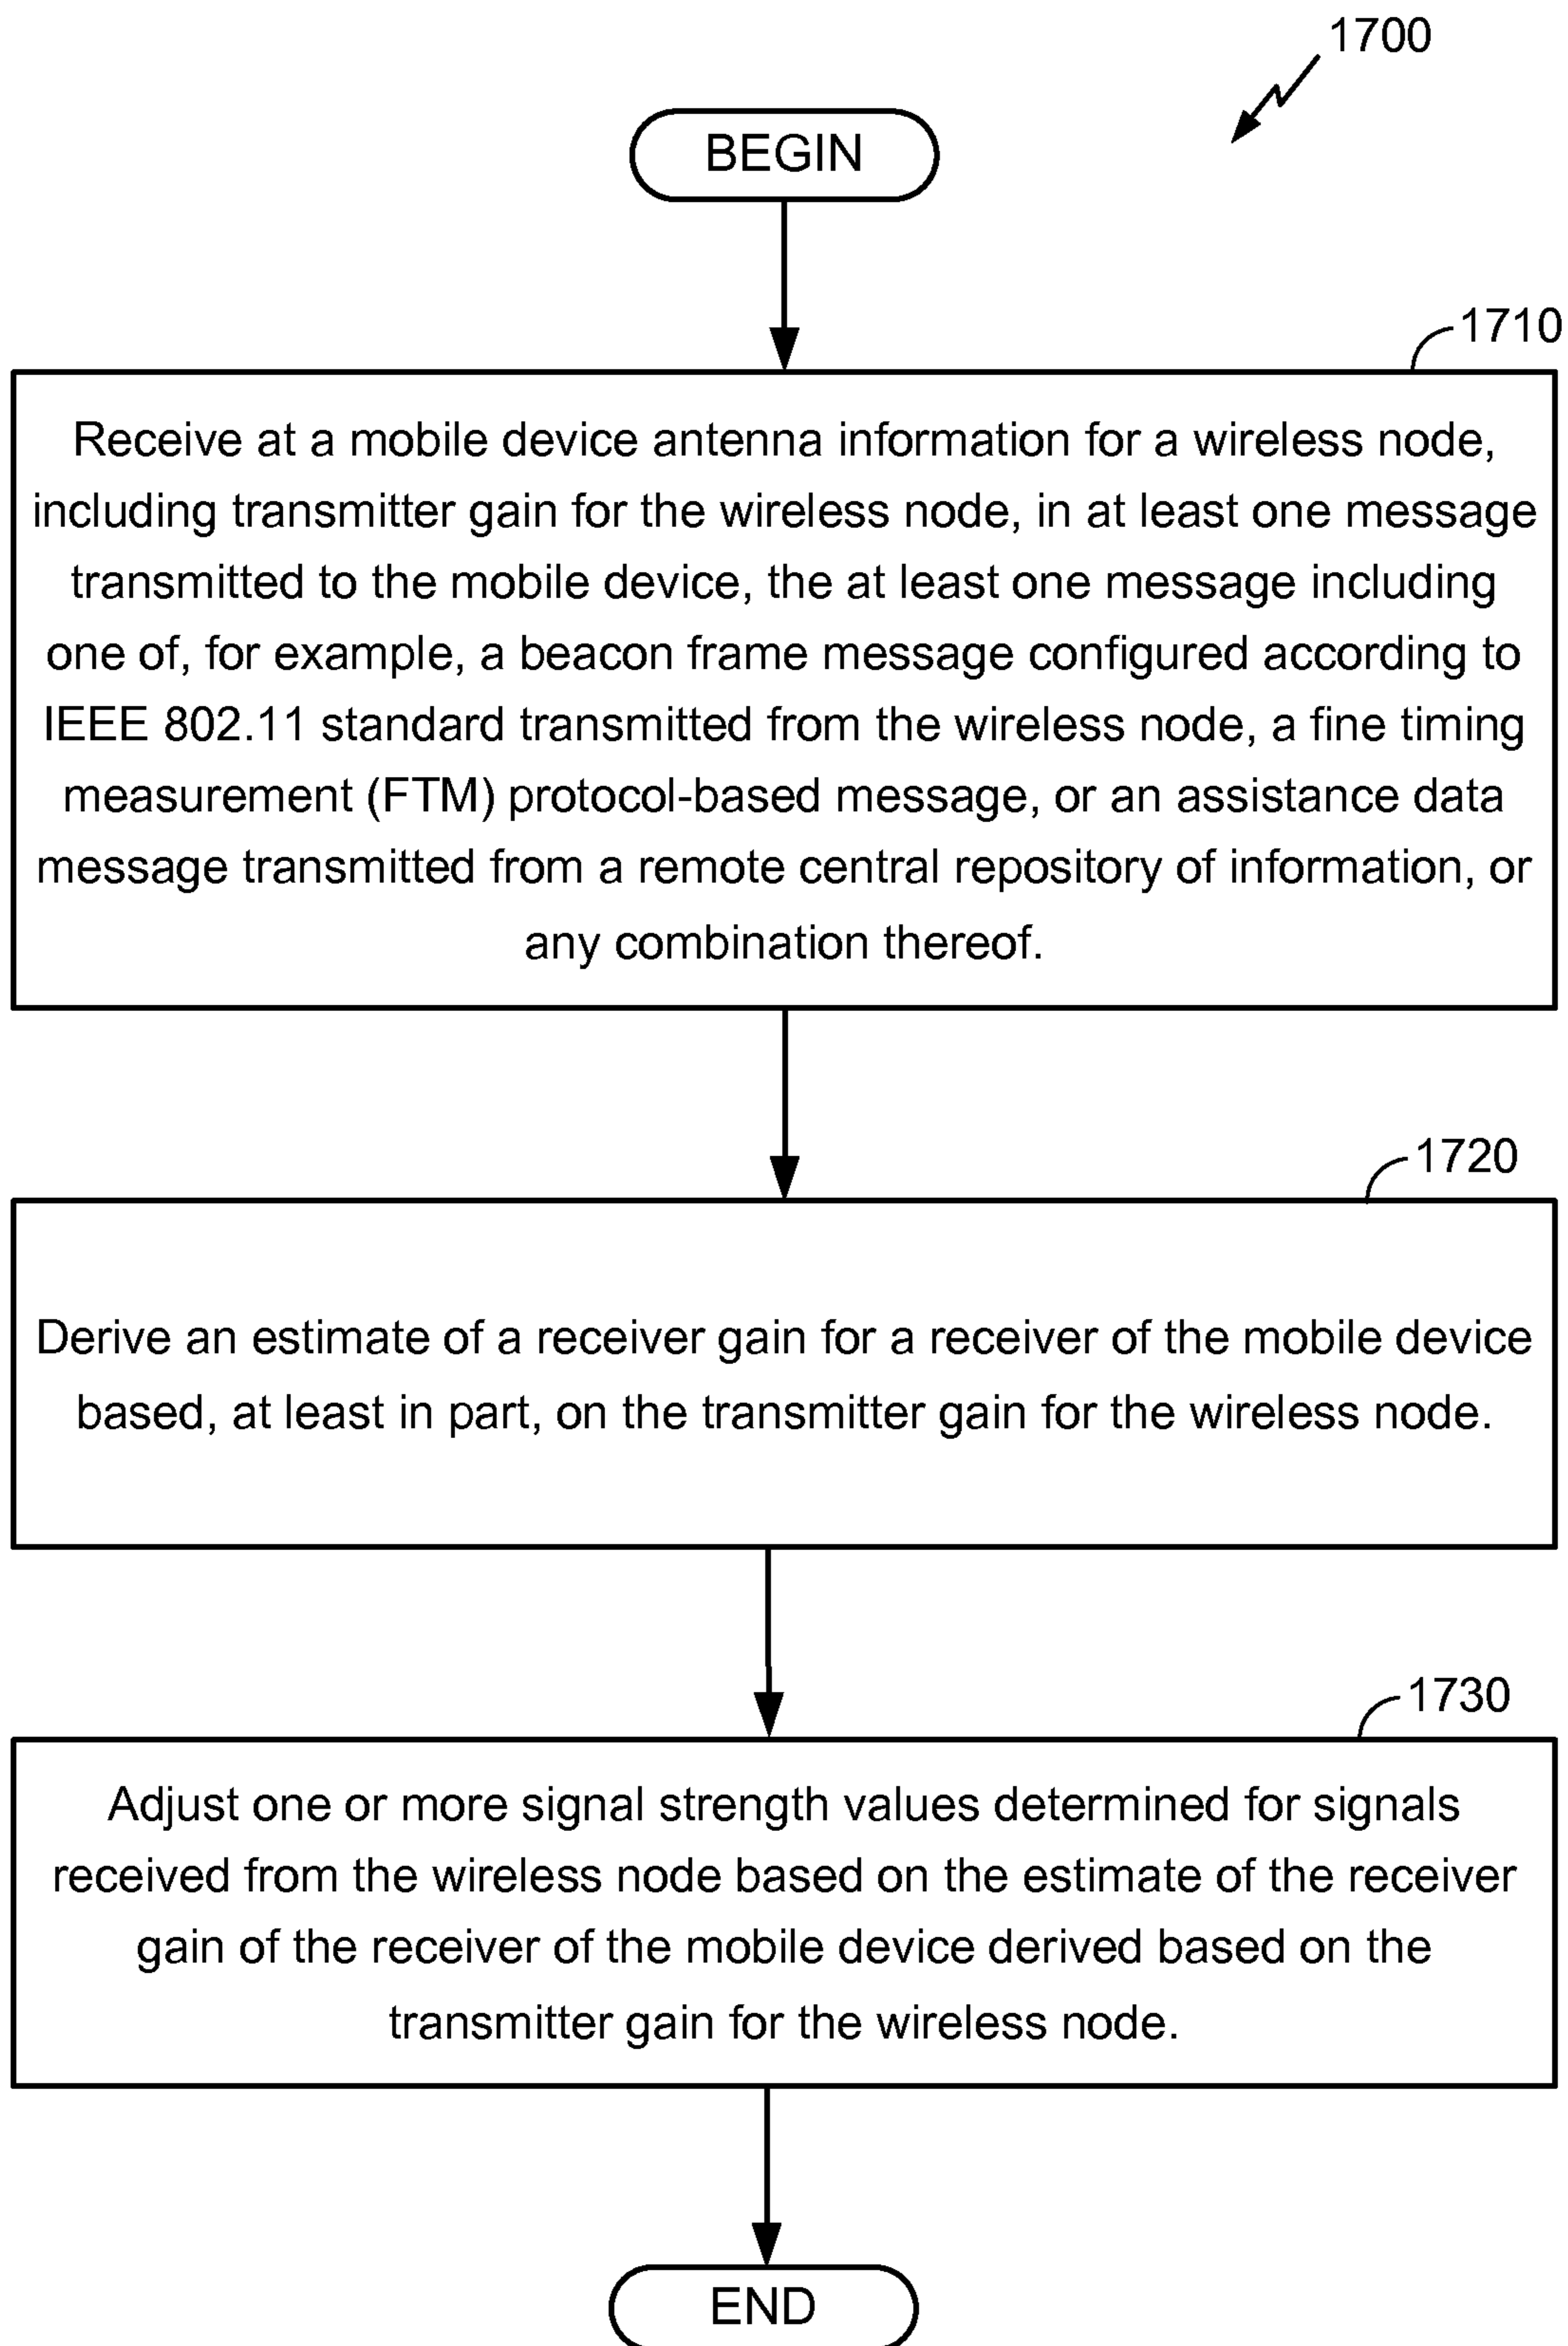 1700
BEGIN
1710
Receive at a mobile device antenna information for a wireless node,
including transmitter gain for the wireless node, in at least one message
transmitted to the mobile device, the at least one message including
one of, for example, a beacon frame message configured according to
IEEE 802.11 standard transmitted from the wireless node, a fine timing
measurement (FTM) protocol-based message, or an assistance data
message transmitted from a remote central repository of information, or
any combination thereof.
1720
Derive an estimate of a receiver gain for a receiver of the mobile device
based, at least in part, on the transmitter gain for the wireless node.
1730
Adjust one or more signal strength values determined for signals
received from the wireless node based on the estimate of the receiver
gain of the receiver of the mobile device derived based on the
transmitter gain for the wireless node.
END